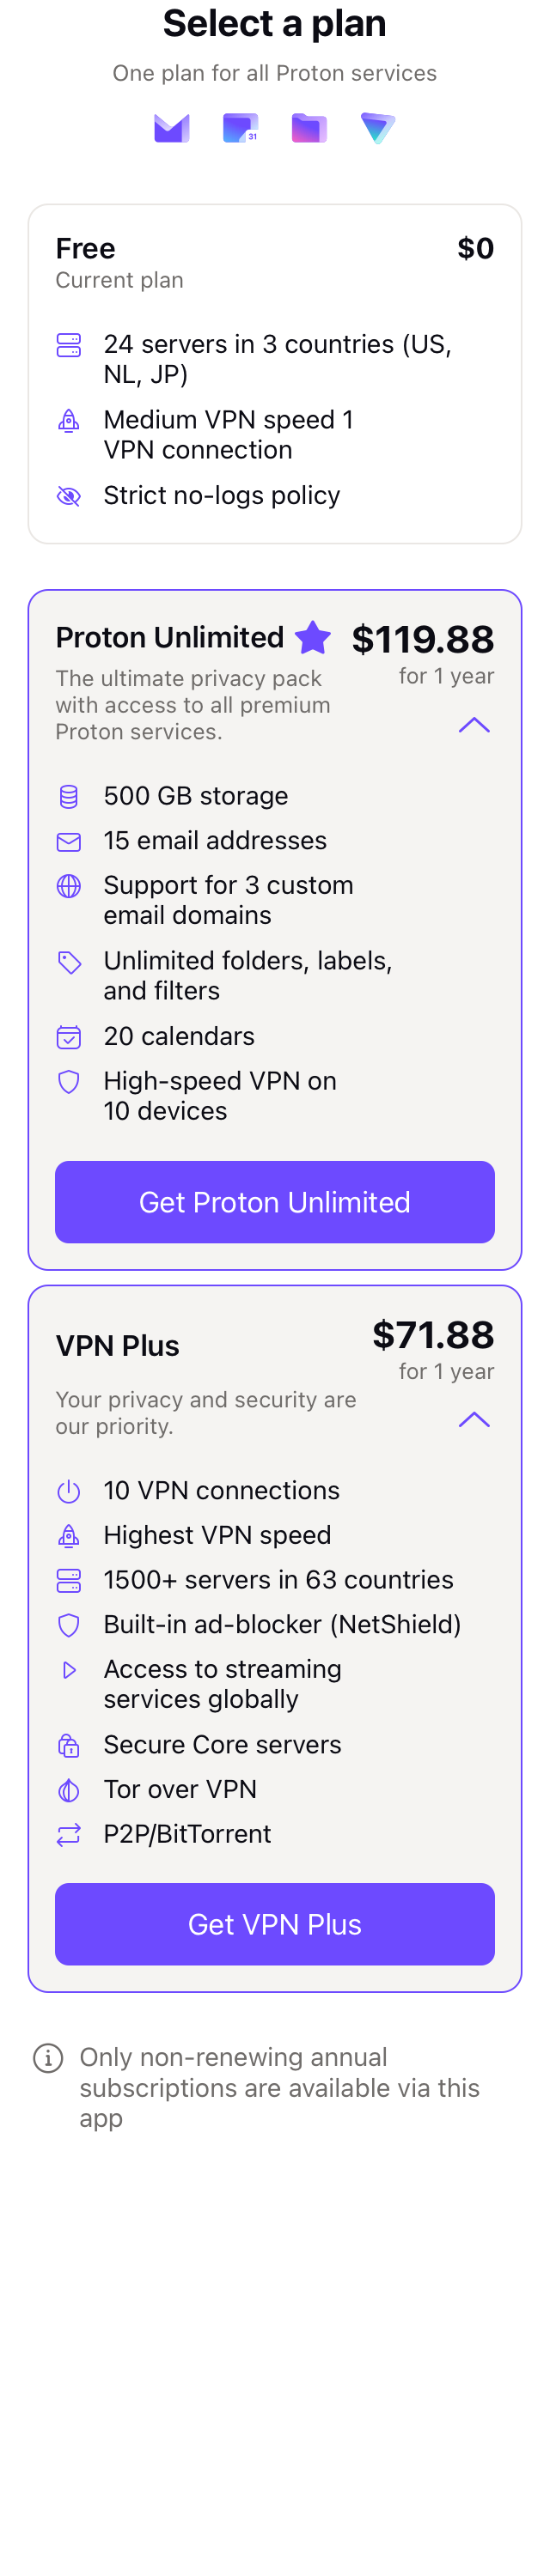 Select a plan
One plan for all Proton services
31
Free
$0
Current plan
24 servers in 3 countries (US,
NL, JP)
Medium VPN speed 1
VPN connection
Strict no-logs policy
Proton Unlimited
$119.88
for 1 year
The ultimate privacy pack
with access to all premium
Proton services.
500 GB storage
15 email addresses
Support for 3 custom
email domains
Unlimited folders, labels,
and filters
20 calendars
High-speed VPN on
10 devices
Get Proton Unlimited
VPN Plus
$71.88
for 1 year
Your privacy and security are
our priority.
10 VPN connections
Highest VPN speed
1500+ servers in 63 countries
Built-in ad-blocker (NetShield)
Access to streaming
services globally
Secure Core servers
Tor over VPN
P2P/BitTorrent
Get VPN Plus
Only non-renewing annual
subscriptions are available via this
app